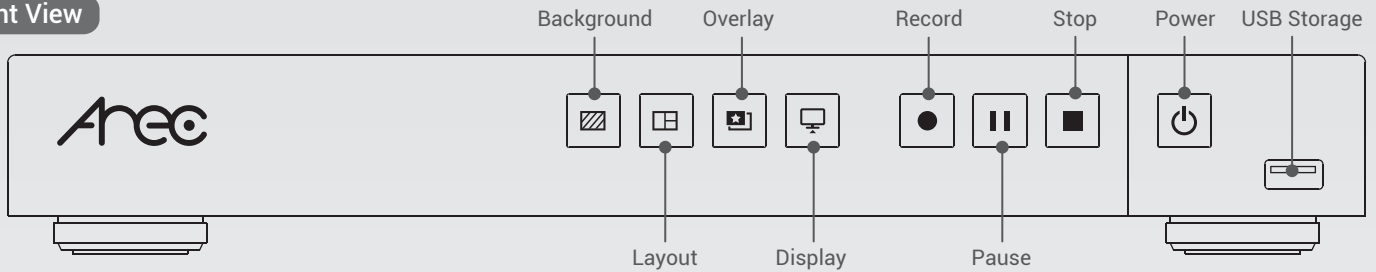 nt View
Background Overlay Record Stop Power USB Storage
Arec
Layout Display Pause